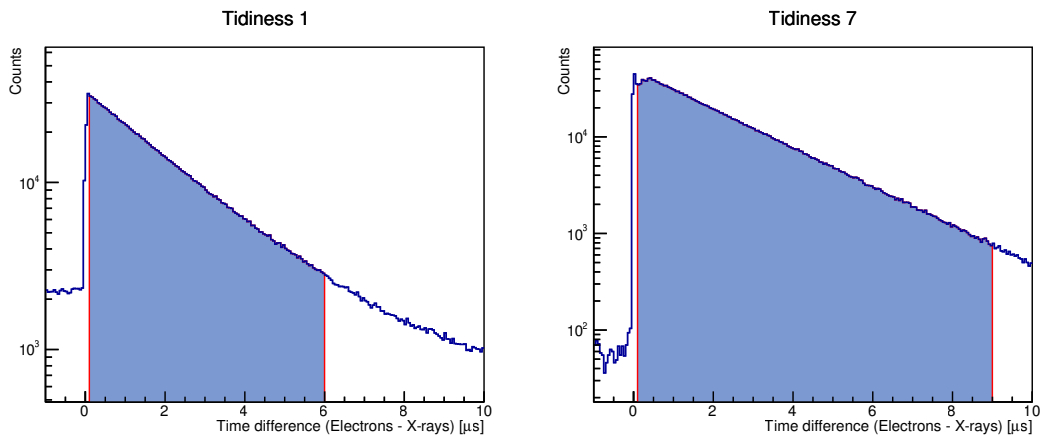 Tidiness 1
Counts
10⁴
10³
0 2 4 6 8 10
Time difference (Electrons - X-rays) [μs]
Tidiness 7
Counts
10⁴
10³
10²
0 2 4 6 8 10
Time difference (Electrons - X-rays) [μs]